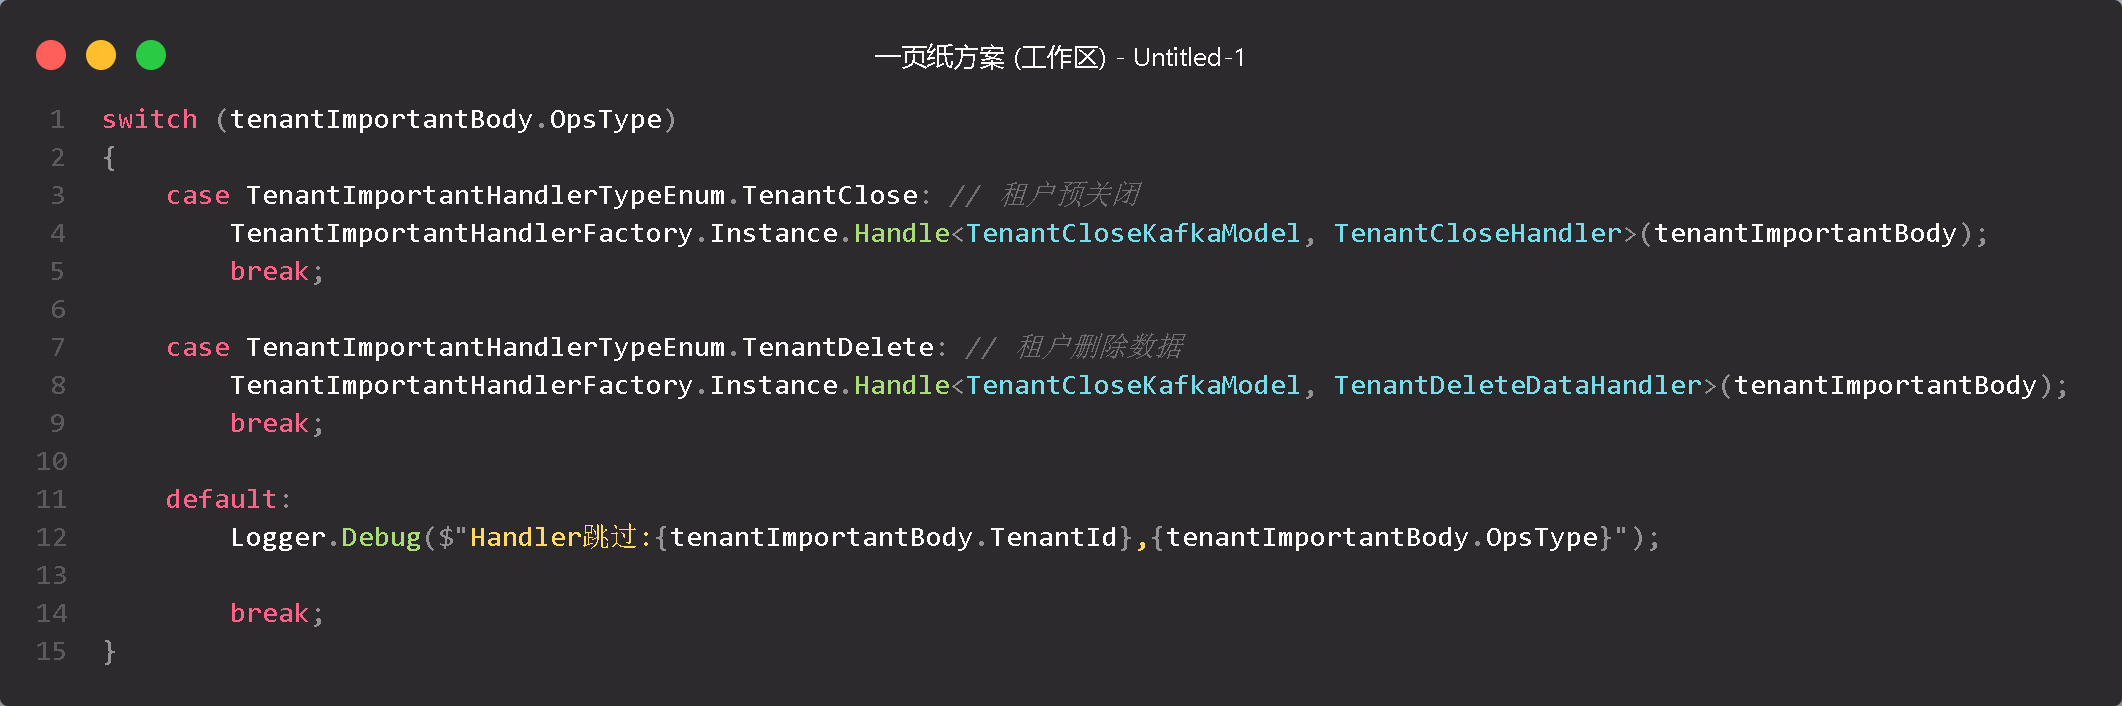 一页纸方案 (工作区) - Untitled-1
1 switch (tenantImportantBody.OpsType)
2 {
3     case TenantImportantHandlerTypeEnum.TenantClose: // 租户预关闭
4         TenantImportantHandlerFactory.Instance.Handle<TenantCloseKafkaModel, TenantCloseHandler>(tenantImportantBody);
5         break;
6
7     case TenantImportantHandlerTypeEnum.TenantDelete: // 租户删除数据
8         TenantImportantHandlerFactory.Instance.Handle<TenantCloseKafkaModel, TenantDeleteDataHandler>(tenantImportantBody);
9         break;
10
11     default:
12         Logger.Debug($"Handler跳过:{tenantImportantBody.TenantId},{tenantImportantBody.OpsType}");
13
14         break;
15 }